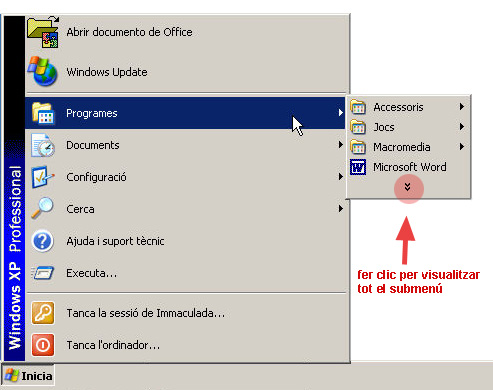 Abrir documento de Office
Windows Update
Programes
Documents
Configuració
Cerca
Ajuda i suport tècnic
Executa...
Tanca la sessió de Immaculada...
Tanca l'ordinador...
Windows XP Professional
Inicia
Accessoris
Jocs
Macromedia
Microsoft Word
fer clic per visualitzar
tot el submenú